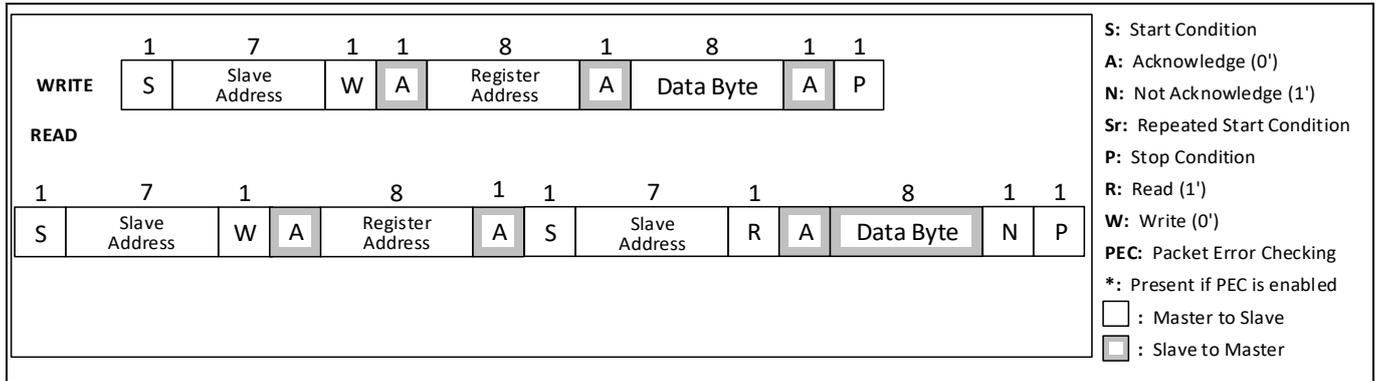 1 7 1 1 8 1 8 1 1
WRITE S Slave Address W A Register Address A Data Byte A P
READ
1 7 1 8 1 1 7 1 8 1 1
S Slave Address W A Register Address A S Slave Address R A Data Byte N P
S: Start Condition
A: Acknowledge (0')
N: Not Acknowledge (1')
Sr: Repeated Start Condition
P: Stop Condition
R: Read (1')
W: Write (0')
PEC: Packet Error Checking
*: Present if PEC is enabled
: Master to Slave
: Slave to Master